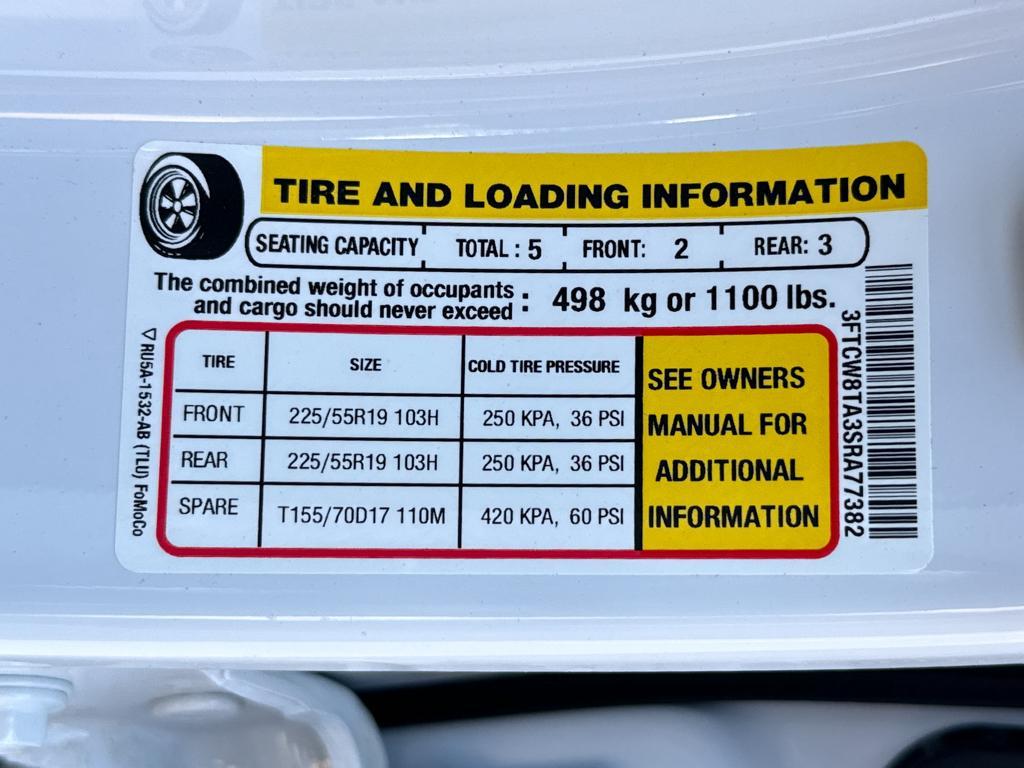 TIRE AND LOADING INFORMATION
SEATING CAPACITY TOTAL : 5 FRONT: 2 REAR: 3
The combined weight of occupants
and cargo should never exceed : 498 kg or 1100 lbs.
TIRE SIZE COLD TIRE PRESSURE
FRONT 225/55R19 103H 250 KPA, 36 PSI
REAR 225/55R19 103H 250 KPA, 36 PSI
SPARE T155/70D17 110M 420 KPA, 60 PSI
SEE OWNERS
MANUAL FOR
ADDITIONAL
INFORMATION
3FTCW8TA3SRA77382
▽RU5A-1532-AB (TLU) FoMoCo